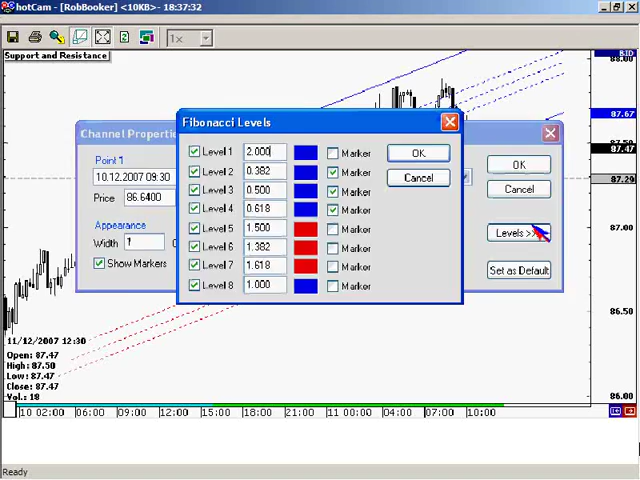 hotCam - [RobBooker] <10KB> - 18:37:32
1x
Support and Resistance
BID
88.00
87.67
87.47
87.29
87.00
86.50
86.00
Channel Properti
Point 1
10.12.2007 09:30
Price 86.6400
Appearance
Width 1
Show Markers
OK
Cancel
Levels >>
Set as Default
Fibonacci Levels
Level 1 2.000 Marker
Level 2 0.382 Marker
Level 3 0.500 Marker
Level 4 0.618 Marker
Level 5 1.500 Marker
Level 6 1.382 Marker
Level 7 1.618 Marker
Level 8 1.000 Marker
OK
Cancel
11/12/2007 12:30
Open: 87.47
High: 87.50
Low: 87.47
Close: 87.47
Vol.: 18
10 02:00 06:00 09:00 12:00 15:00 18:00 21:00 11 00:00 04:00 07:00 10:00
Ready